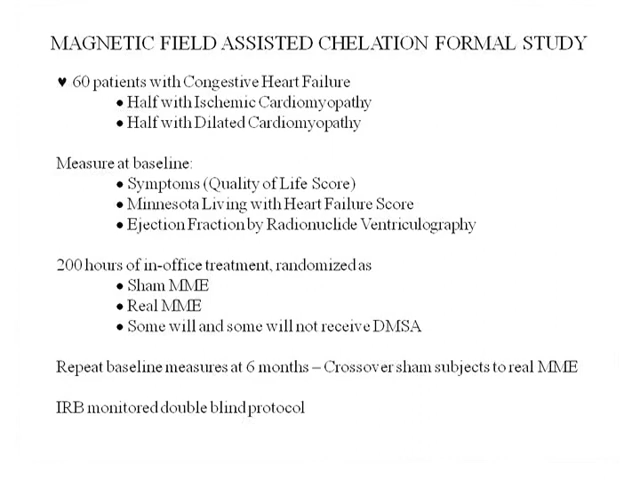 MAGNETIC FIELD ASSISTED CHELATION FORMAL STUDY
♥ 60 patients with Congestive Heart Failure
• Half with Ischemic Cardiomyopathy
• Half with Dilated Cardiomyopathy
Measure at baseline:
• Symptoms (Quality of Life Score)
• Minnesota Living with Heart Failure Score
• Ejection Fraction by Radionuclide Ventriculography
200 hours of in-office treatment, randomized as
• Sham MME
• Real MME
• Some will and some will not receive DMSA
Repeat baseline measures at 6 months – Crossover sham subjects to real MME
IRB monitored double blind protocol